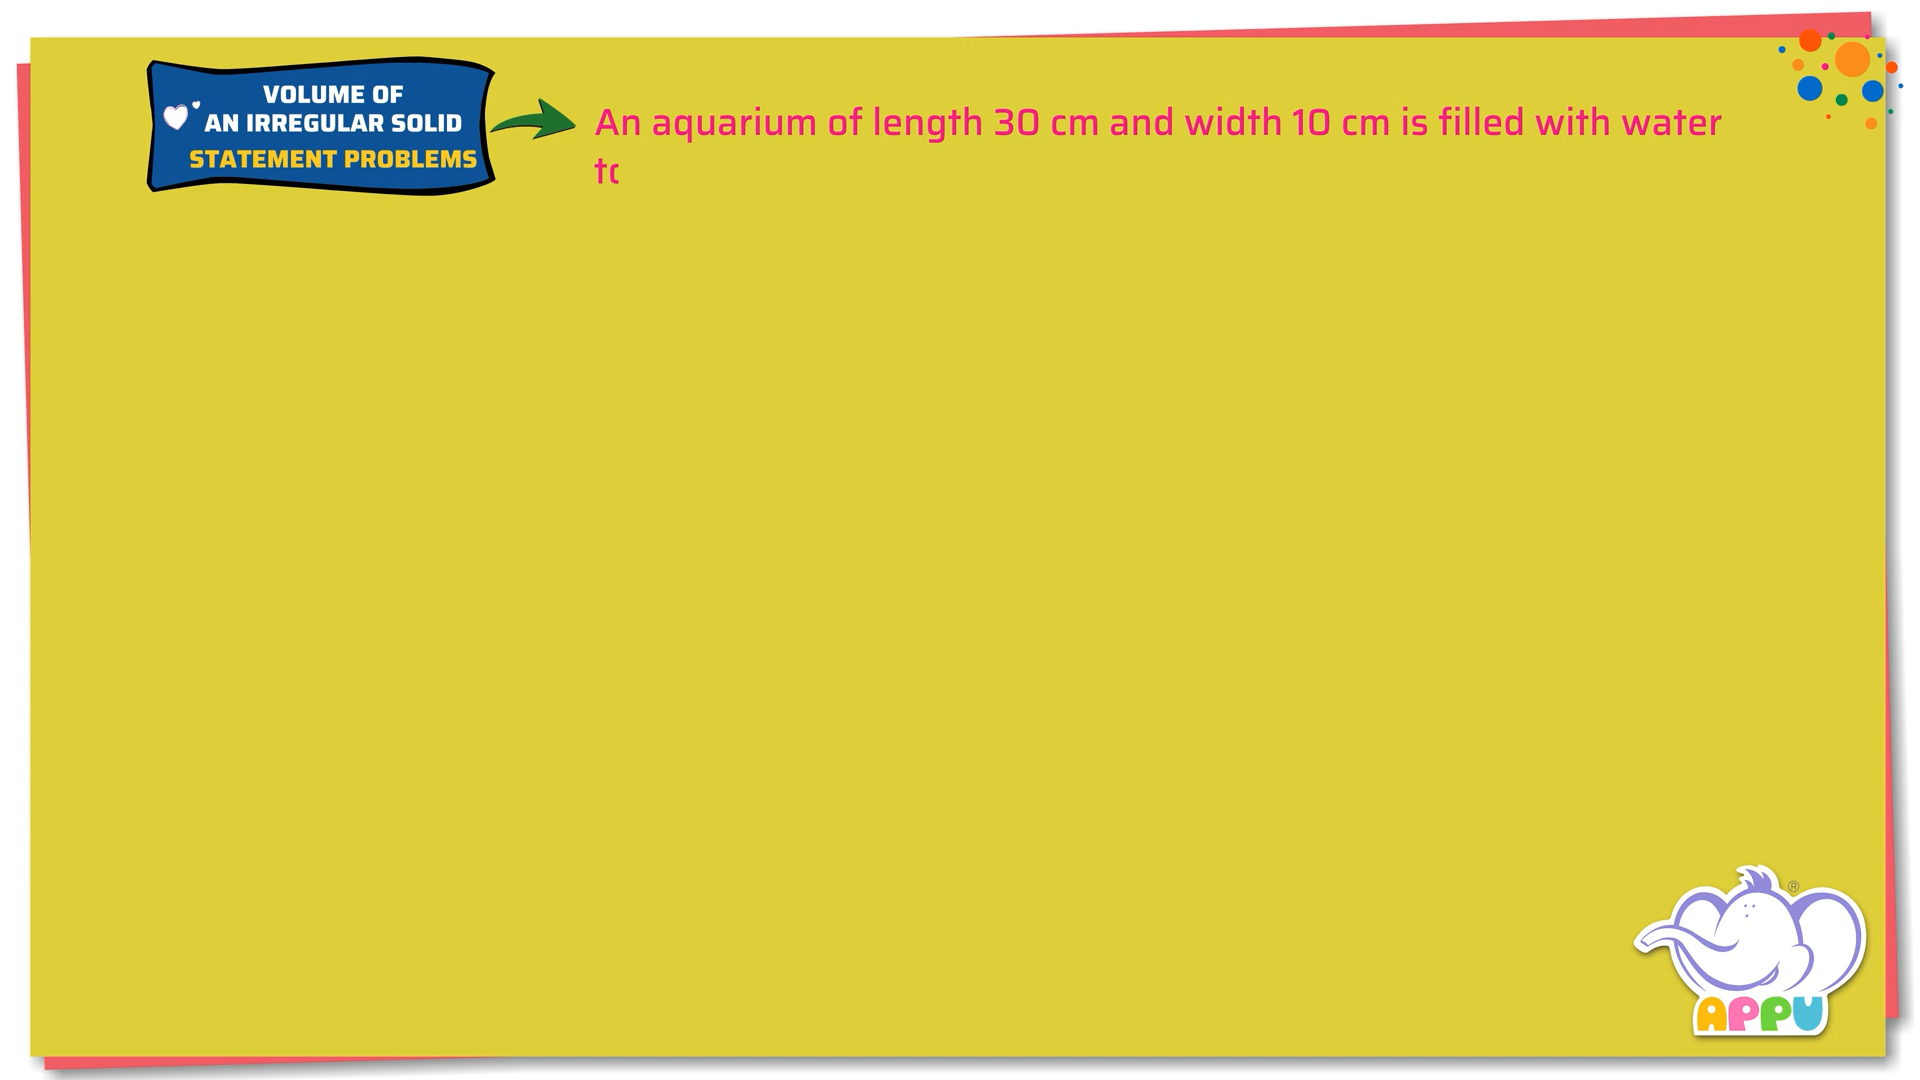 VOLUME OF
AN IRREGULAR SOLID
STATEMENT PROBLEMS
An aquarium of length 30 cm and width 10 cm is filled with water
®
APPU